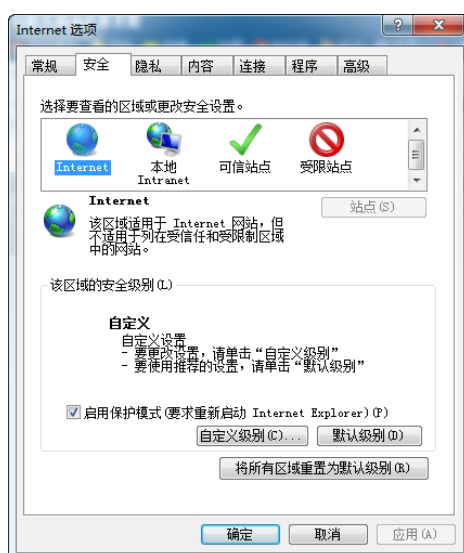 Internet 选项
常规 安全 隐私 内容 连接 程序 高级
选择要查看的区域或更改安全设置。
Internet 本地 Intranet 可信站点 受限站点
Internet
站点(S)
该区域适用于 Internet 网站，但
不适用于列在受信任和受限制区域
中的网站。
该区域的安全级别(L)
自定义
自定义设置
- 要更改设置，请单击“自定义级别”
- 要使用推荐的设置，请单击“默认级别”
启用保护模式(要求重新启动 Internet Explorer)(P)
自定义级别(C)... 默认级别(D)
将所有区域重置为默认级别(R)
确定 取消 应用(A)